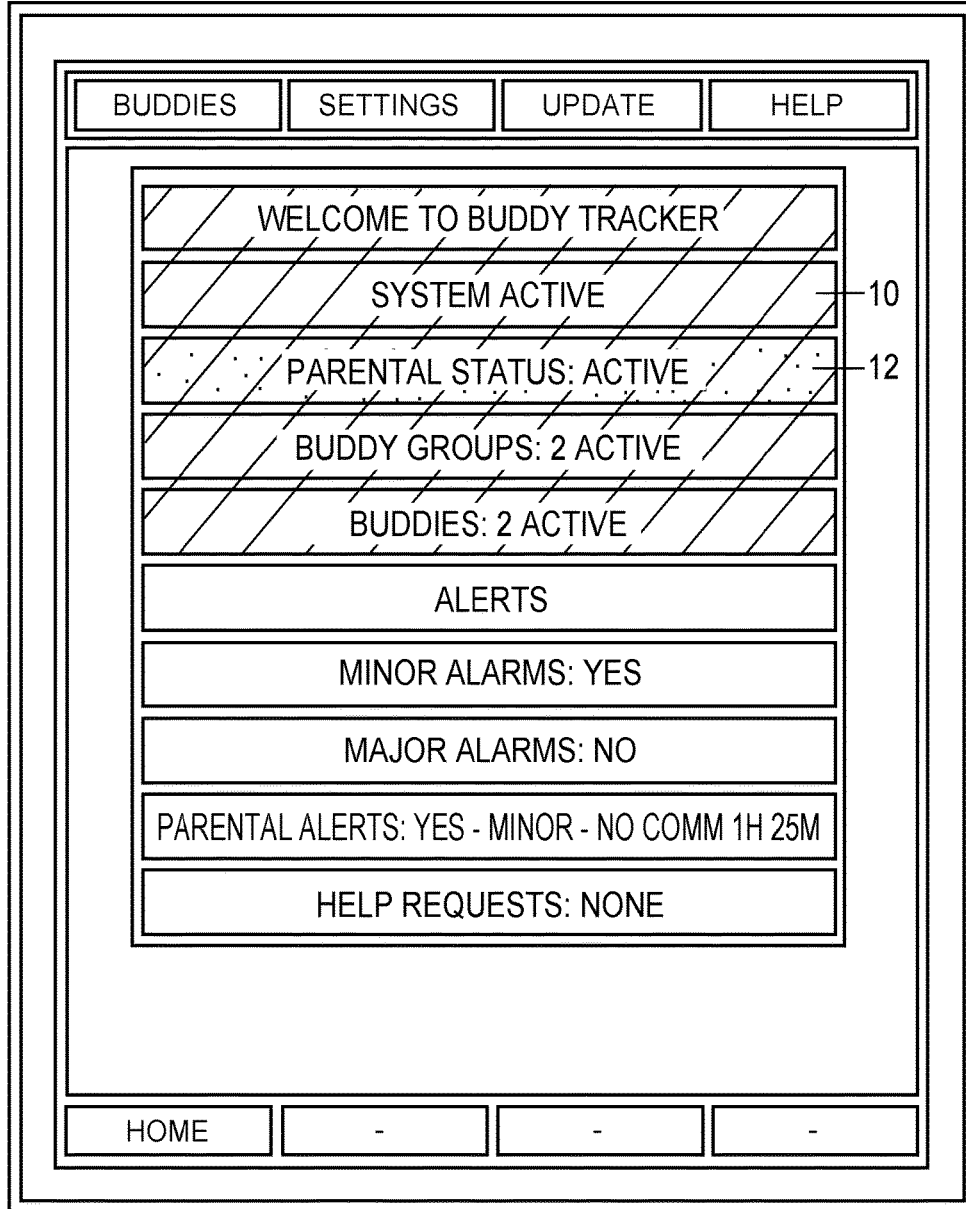 BUDDIES SETTINGS UPDATE HELP
WELCOME TO BUDDY TRACKER
SYSTEM ACTIVE 10
PARENTAL STATUS: ACTIVE 12
BUDDY GROUPS: 2 ACTIVE
BUDDIES: 2 ACTIVE
ALERTS
MINOR ALARMS: YES
MAJOR ALARMS: NO
PARENTAL ALERTS: YES - MINOR - NO COMM 1H 25M
HELP REQUESTS: NONE
HOME - - -